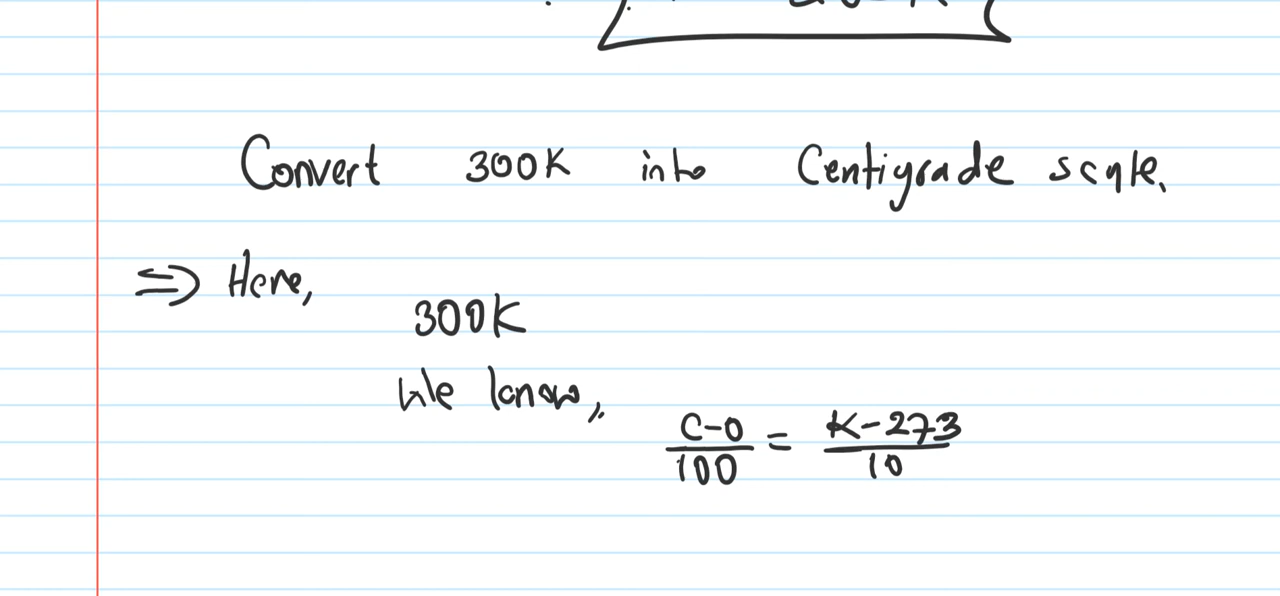 Convert 300K into Centigrade scale.
⇒ Here,
300K
We know,
C-0/100 = K-273/10